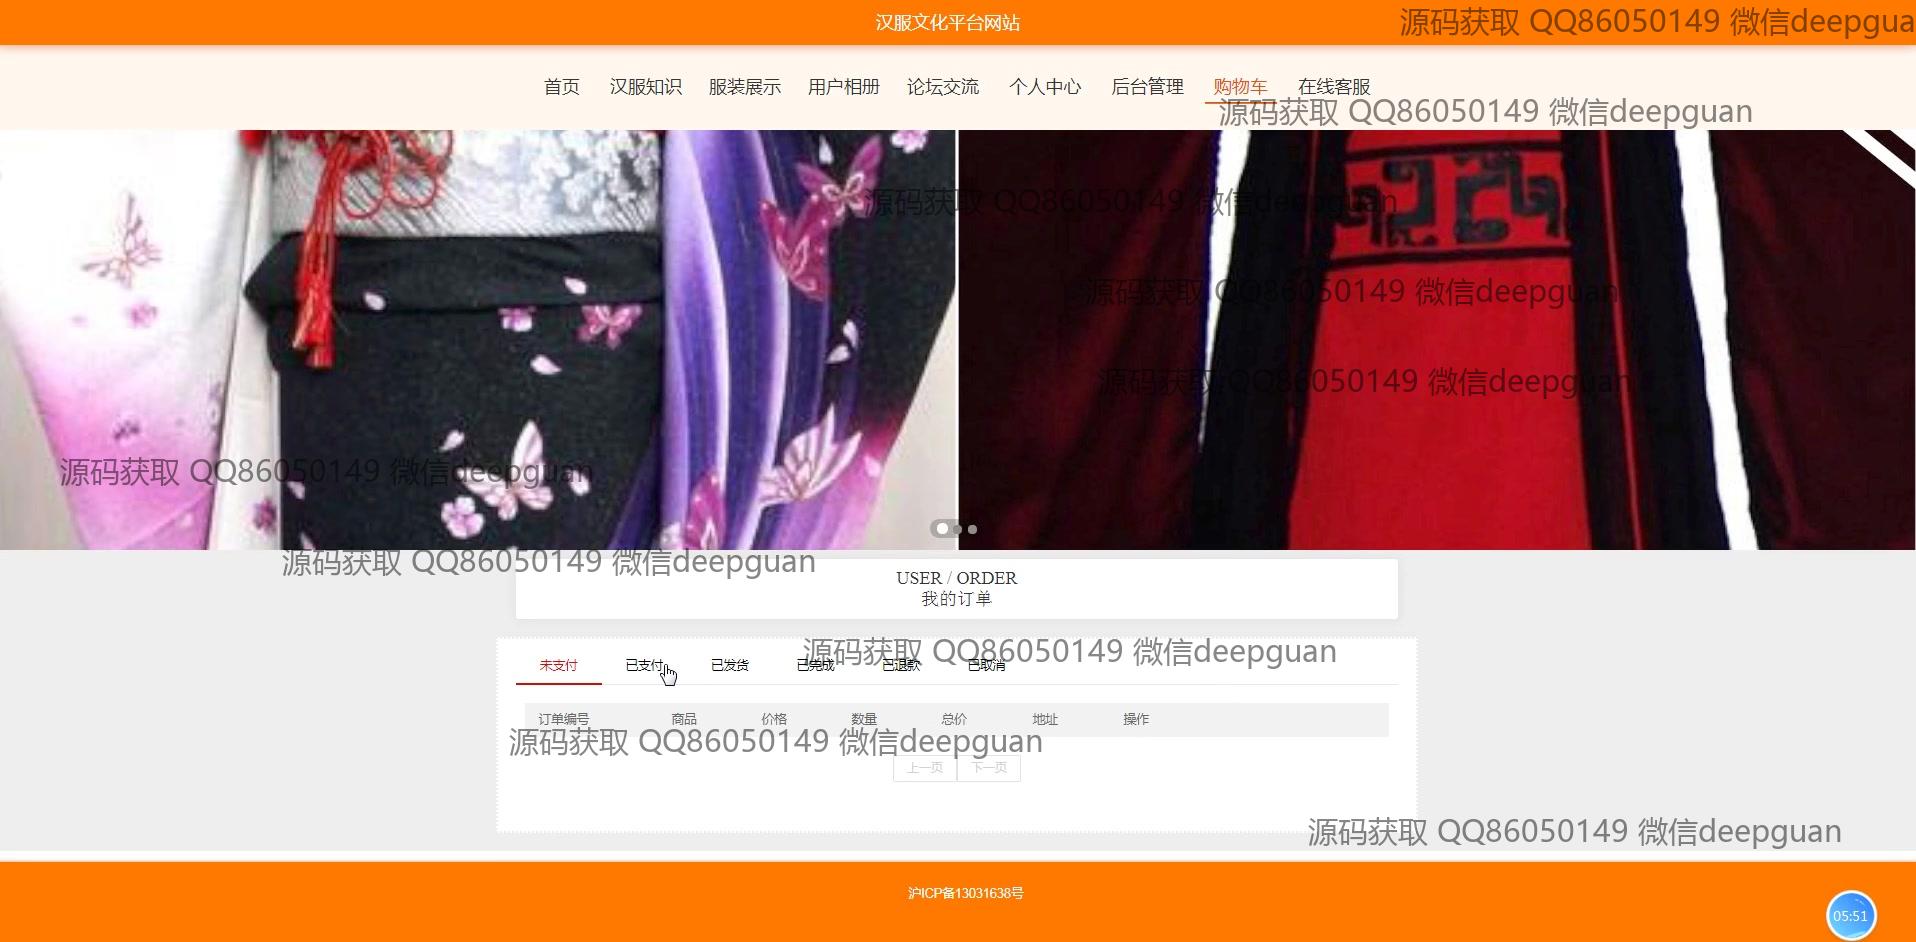 汉服文化平台网站
源码获取 QQ86050149 微信deepgua
首页 汉服知识 服装展示 用户相册 论坛交流 个人中心 后台管理 购物车 在线客服
源码获取 QQ86050149 微信deepguan
源码获取 QQ86050149 微信deepguan
源码获取 QQ86050149 微信deepguan
源码获取 QQ86050149 微信deepguan
源码获取 QQ86050149 微信deepguan
源码获取 QQ86050149 微信deepguan
USER / ORDER
我的订单
源码获取 QQ86050149 微信deepguan
未支付 已支付 已发货 已完成 已退款 已取消
订单编号 商品 价格 数量 总价 地址 操作
源码获取 QQ86050149 微信deepguan
上一页 下一页
源码获取 QQ86050149 微信deepguan
沪ICP备13031638号
05:51